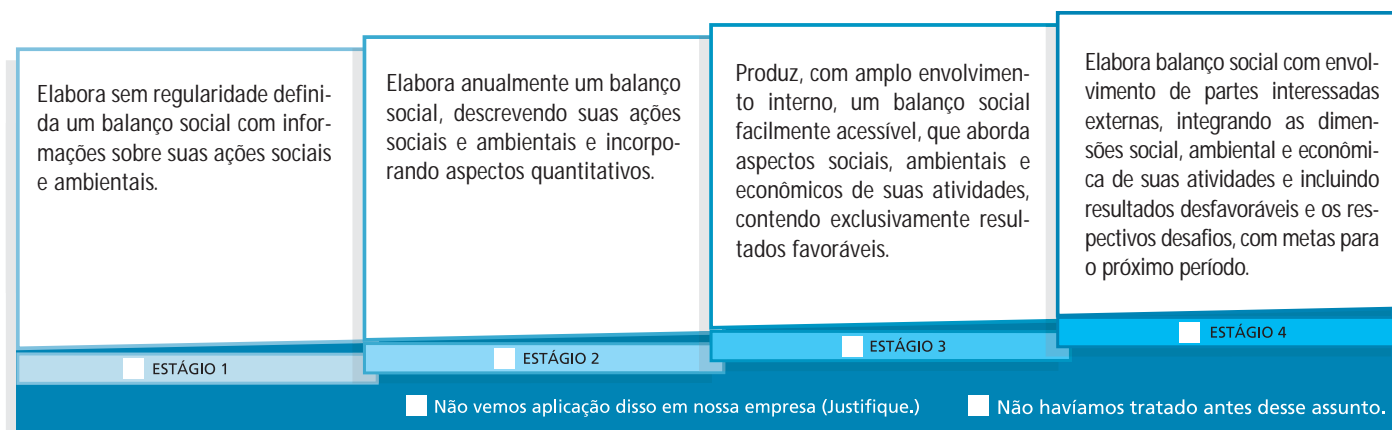 Elabora sem regularidade defini-
da um balanço social com infor-
mações sobre suas ações sociais
e ambientais.
ESTÁGIO 1
Elabora anualmente um balanço
social, descrevendo suas ações
sociais e ambientais e incorpo-
rando aspectos quantitativos.
ESTÁGIO 2
Produz, com amplo envolvimen-
to interno, um balanço social
facilmente acessível, que aborda
aspectos sociais, ambientais e
econômicos de suas atividades,
contendo exclusivamente resul-
tados favoráveis.
ESTÁGIO 3
Elabora balanço social com envol-
vimento de partes interessadas
externas, integrando as dimen-
sões social, ambiental e econômi-
ca de suas atividades e incluindo
resultados desfavoráveis e os res-
pectivos desafios, com metas para
o próximo período.
ESTÁGIO 4
Não vemos aplicação disso em nossa empresa (Justifique.)
Não havíamos tratado antes desse assunto.